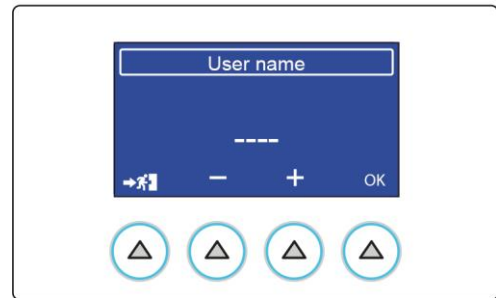 User name
----
− + OK